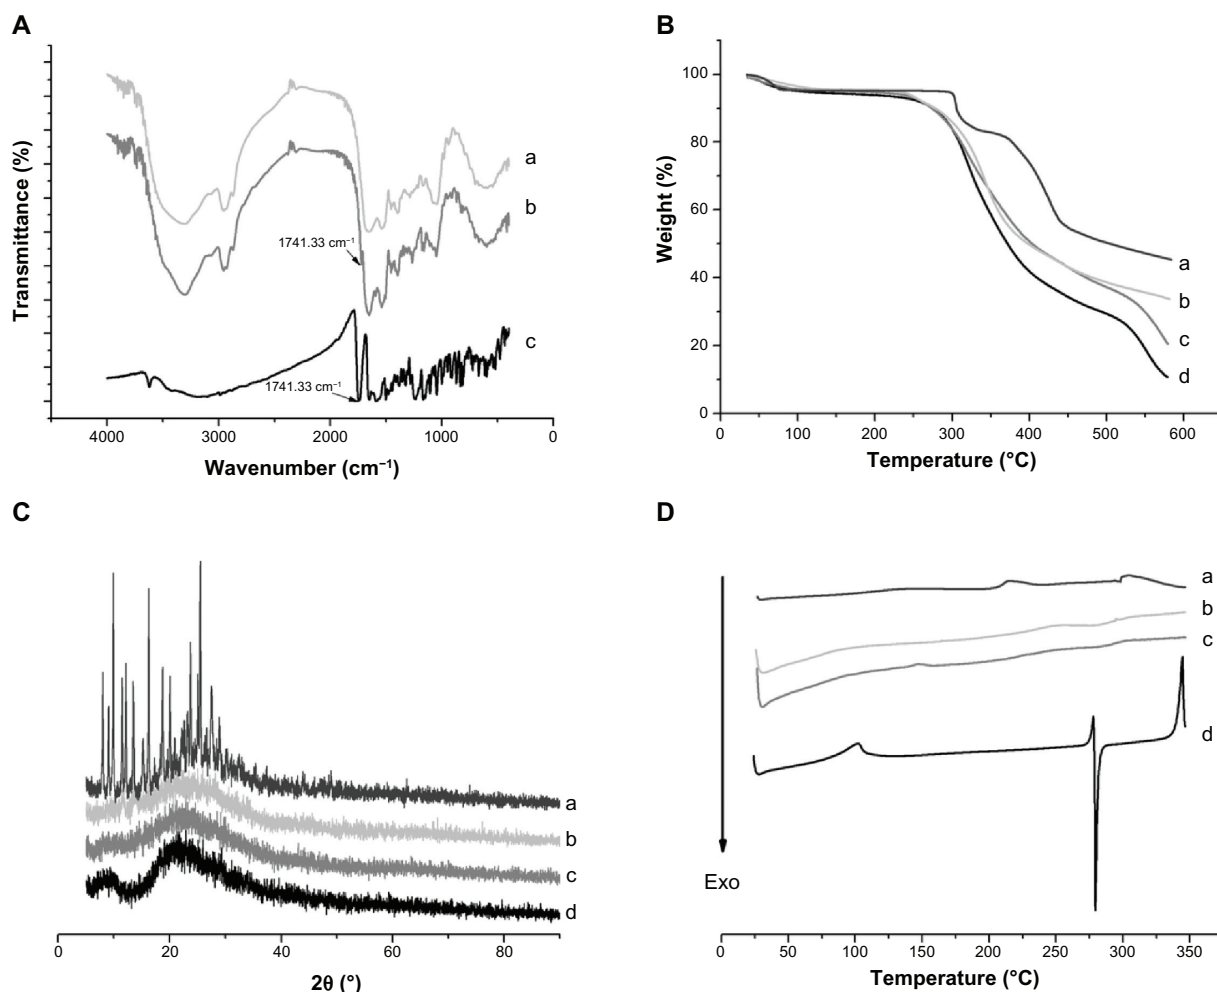 A
Transmittance (%)
a
b
1741.33 cm⁻¹
c
1741.33 cm⁻¹
4000 3000 2000 1000 0
Wavenumber (cm⁻¹)
B
Weight (%)
100
80
60
40
20
0
a
b
c
d
0 100 200 300 400 500 600
Temperature (°C)
C
a
b
c
d
0 20 40 60 80
2θ (°)
D
a
b
c
d
Exo
0 50 100 150 200 250 300 350
Temperature (°C)